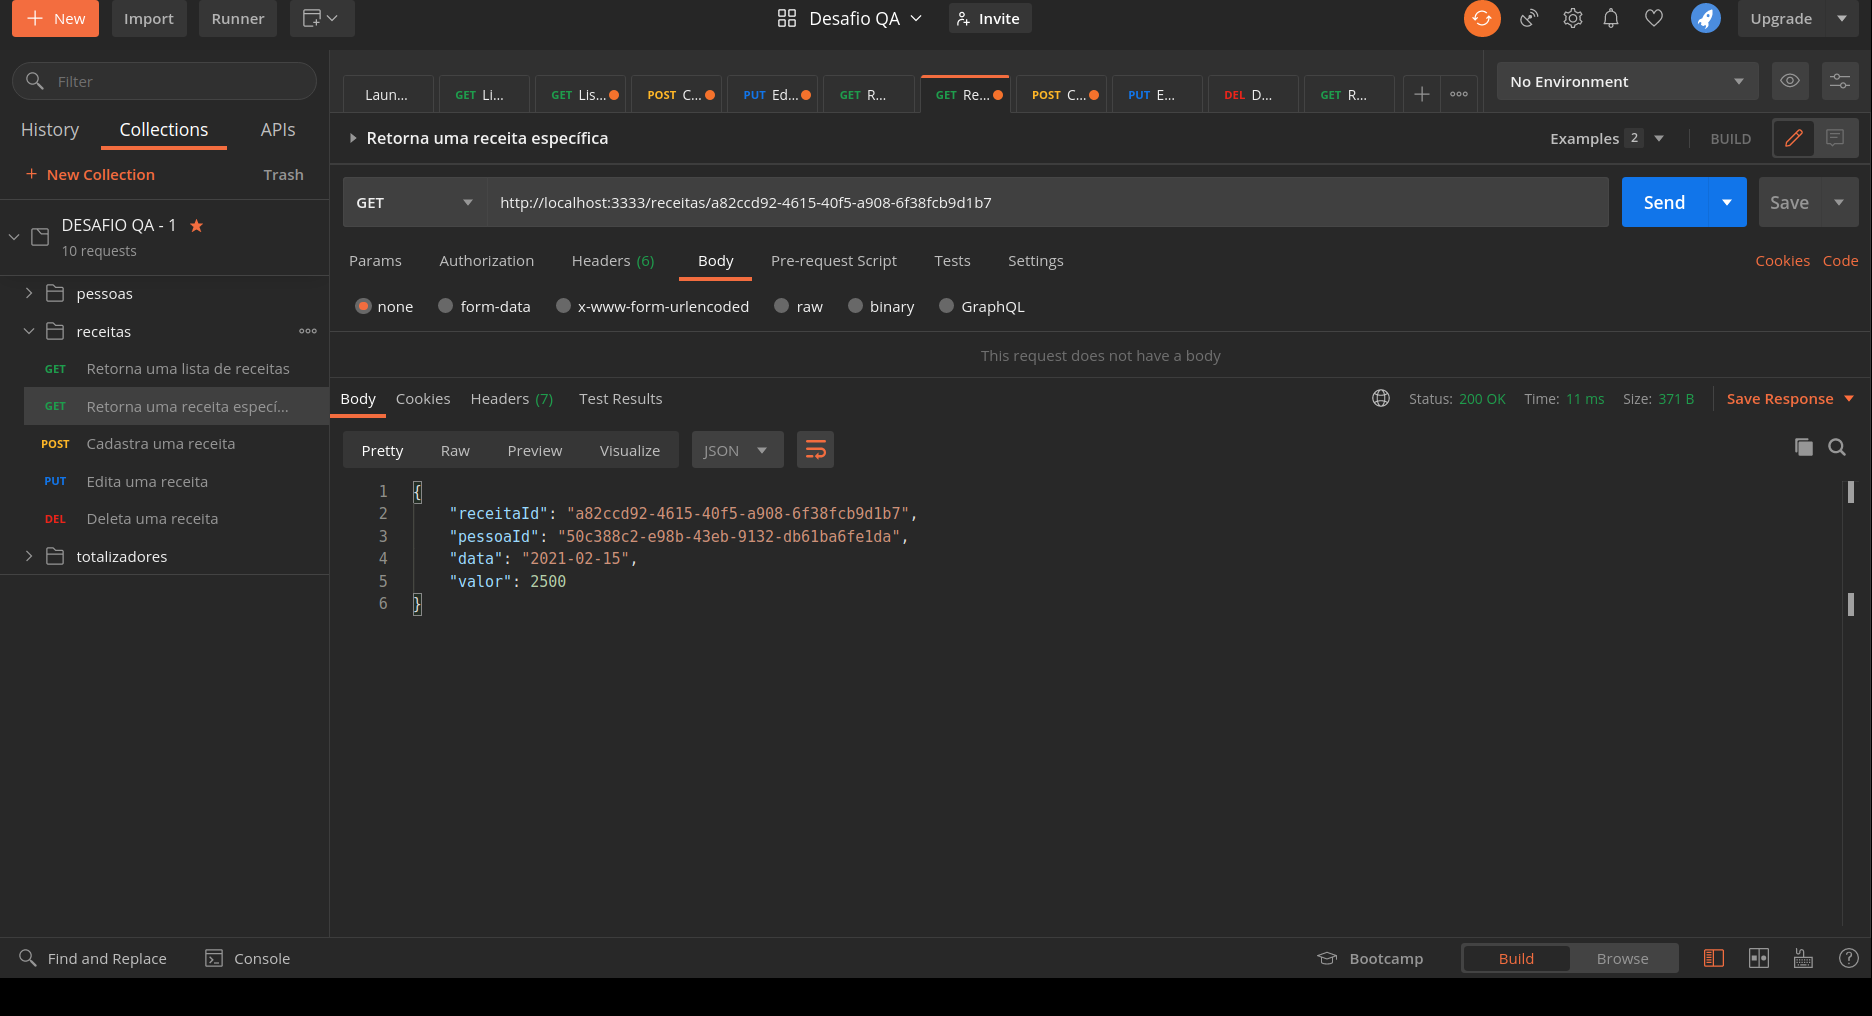 New Import Runner Desafio QA Invite Upgrade
Filter
Laun... GET Li... GET Lis... POST C... PUT Ed... GET R... GET Re... POST C... PUT E... DEL D... GET R... No Environment
History Collections APIs
Retorna uma receita específica Examples 2 BUILD
New Collection Trash
GET http://localhost:3333/receitas/a82ccd92-4615-40f5-a908-6f38fcb9d1b7 Send Save
DESAFIO QA - 1
10 requests
Params Authorization Headers (6) Body Pre-request Script Tests Settings Cookies Code
pessoas
none form-data x-www-form-urlencoded raw binary GraphQL
receitas
This request does not have a body
GET Retorna uma lista de receitas
Body Cookies Headers (7) Test Results Status: 200 OK Time: 11 ms Size: 371 B Save Response
GET Retorna uma receita especí...
POST Cadastra uma receita
Pretty Raw Preview Visualize JSON
PUT Edita uma receita
DEL Deleta uma receita
totalizadores
1 {
2 "receitaId": "a82ccd92-4615-40f5-a908-6f38fcb9d1b7",
3 "pessoaId": "50c388c2-e98b-43eb-9132-db61ba6fe1da",
4 "data": "2021-02-15",
5 "valor": 2500
6 }
Find and Replace Console Bootcamp Build Browse